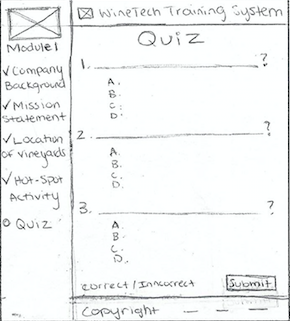 WineTech Training System
Module 1
✓Company
Background
✓Mission
Statement
✓Location
of Vineyards
✓Hot-Spot
Activity
Quiz
Quiz
1. ?
A.
B.
C.
D.
2. ?
A.
B.
C.
D.
3. ?
A.
B.
C.
D.
Correct/Inncorect
Submit
Copyright